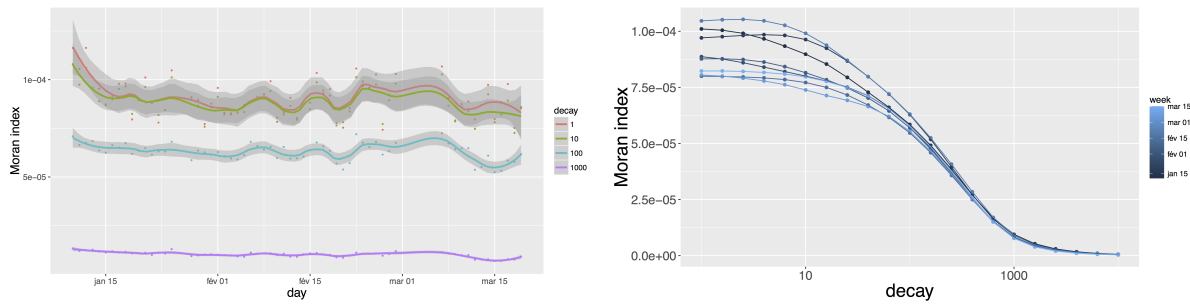 1e−04
5e−05
Moran index
jan 15
fév 01
fév 15
mar 01
mar 15
day
decay
1
10
100
1000
1.0e−04
7.5e−05
5.0e−05
2.5e−05
0.0e+00
Moran index
10
1000
decay
week
mar 15
mar 01
fév 15
fév 01
jan 15